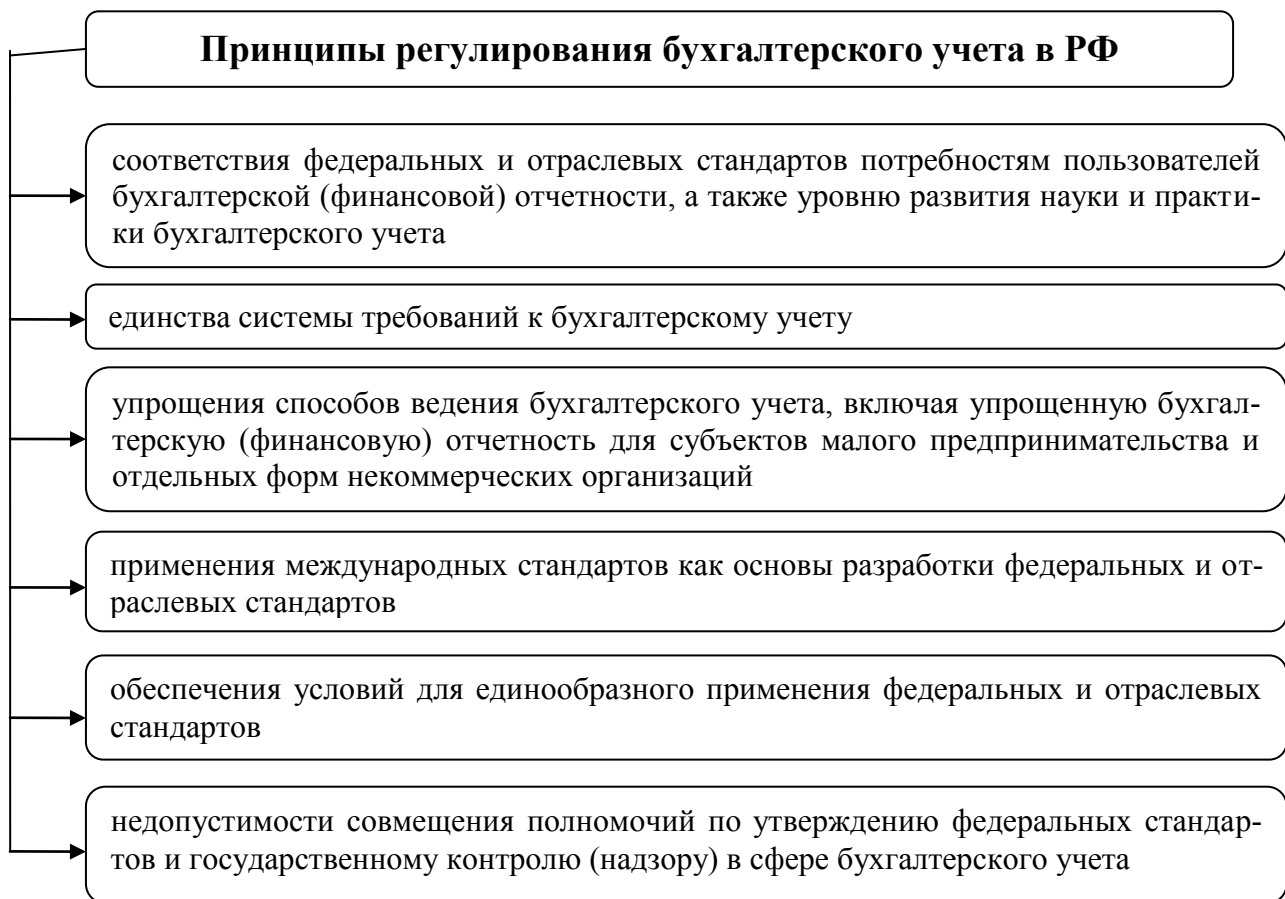 Принципы регулирования бухгалтерского учета в РФ
соответствия федеральных и отраслевых стандартов потребностям пользователей
бухгалтерской (финансовой) отчетности, а также уровню развития науки и практи-
ки бухгалтерского учета
единства системы требований к бухгалтерскому учету
упрощения способов ведения бухгалтерского учета, включая упрощенную бухгал-
терскую (финансовую) отчетность для субъектов малого предпринимательства и
отдельных форм некоммерческих организаций
применения международных стандартов как основы разработки федеральных и от-
раслевых стандартов
обеспечения условий для единообразного применения федеральных и отраслевых
стандартов
недопустимости совмещения полномочий по утверждению федеральных стандар-
тов и государственному контролю (надзору) в сфере бухгалтерского учета